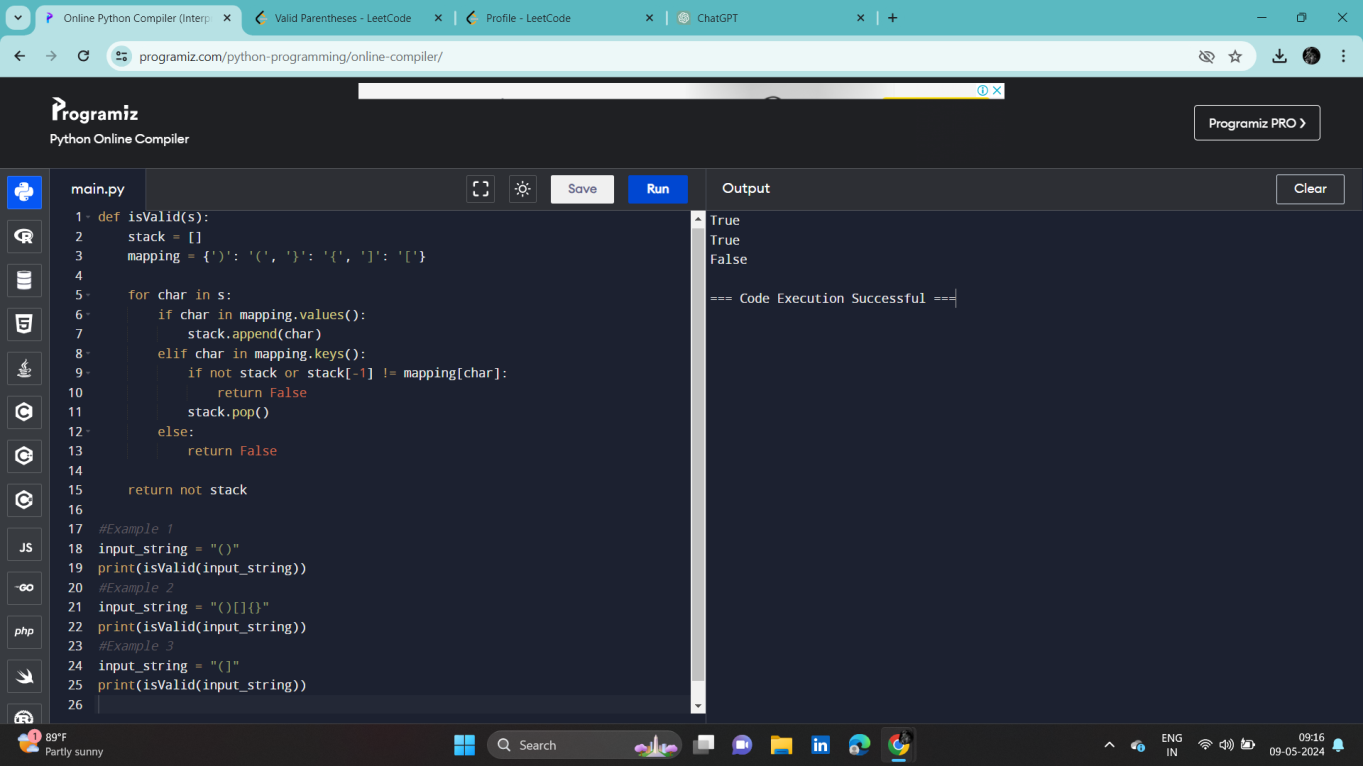 Online Python Compiler (Interp
Valid Parentheses - LeetCode
Profile - LeetCode
ChatGPT
programiz.com/python-programming/online-compiler/
Programiz
Python Online Compiler
Programiz PRO
main.py
Save
Run
Output
Clear
1 def isValid(s):
2     stack = []
3     mapping = {')': '(', '}': '{', ']': '['}
4
5     for char in s:
6         if char in mapping.values():
7             stack.append(char)
8         elif char in mapping.keys():
9             if not stack or stack[-1] != mapping[char]:
10                 return False
11             stack.pop()
12         else:
13             return False
14
15     return not stack
16
17 #Example 1
18 input_string = "()"
19 print(isValid(input_string))
20 #Example 2
21 input_string = "()[]{}"
22 print(isValid(input_string))
23 #Example 3
24 input_string = "(]"
25 print(isValid(input_string))
26
True
True
False
=== Code Execution Successful ===
JS
GO
php
1
89°F
Partly sunny
Search
ENG
IN
09:16
09-05-2024